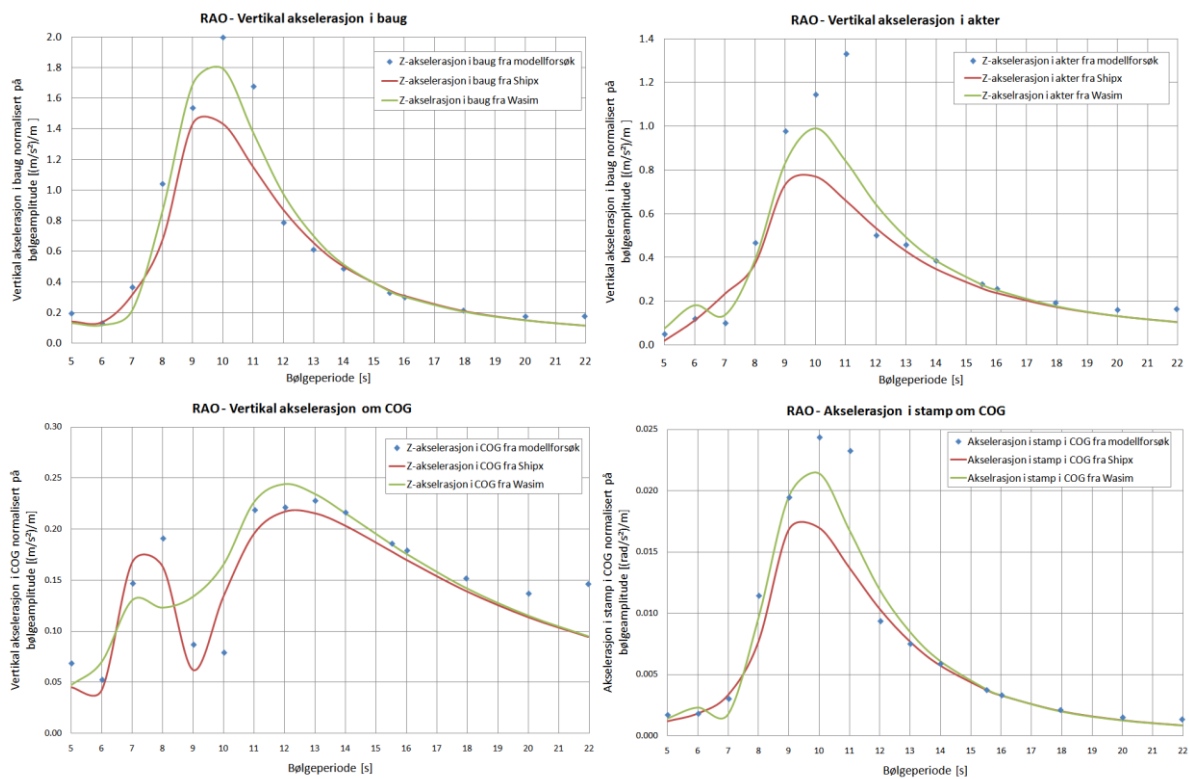 RAO - Vertikal akselerasjon i baug
Vertikal akselerasjon i baug normalisert på
bølgeamplitude [(m/s²)/m]
2.0
1.8
1.6
1.4
1.2
1.0
0.8
0.6
0.4
0.2
0.0
Z-akselerasjon i baug fra modellforsøk
Z-akselerasjon i baug fra Shipx
Z-akselrasjon i baug fra Wasim
5 6 7 8 9 10 11 12 13 14 15 16 17 18 19 20 21 22
Bølgeperiode [s]
RAO - Vertikal akselerasjon i akter
Vertikal akselerasjon i baug normalisert på
bølgeamplitude [(m/s²)/m]
1.4
1.2
1.0
0.8
0.6
0.4
0.2
0.0
Z-akselerasjon i akter fra modellforsøk
Z-akselerasjon i akter fra Shipx
Z-akselrasjon i akter fra Wasim
5 6 7 8 9 10 11 12 13 14 15 16 17 18 19 20 21 22
Bølgeperiode [s]
RAO - Vertikal akselerasjon om COG
Vertikal akselerasjon i COG normalisert på
bølgeamplitude [(m/s²)/m]
0.30
0.25
0.20
0.15
0.10
0.05
0.00
Z-akselerasjon i COG fra modellforsøk
Z-akselerasjon i COG fra Shipx
Z-akselrasjon i COG fra Wasim
5 6 7 8 9 10 11 12 13 14 15 16 17 18 19 20 21 22
Bølgeperiode [s]
RAO - Akselerasjon i stamp om COG
Akselerasjon i stamp i COG normalisert på
bølgeamplitude [(rad/s²)/m]
0.025
0.020
0.015
0.010
0.005
0.000
Akselerasjon i stamp i COG fra modellforsøk
Akselerasjon i stamp i COG fra Shipx
Akselrasjon i stamp i COG fra Wasim
5 6 7 8 9 10 11 12 13 14 15 16 17 18 19 20 21 22
Bølgeperiode [s]